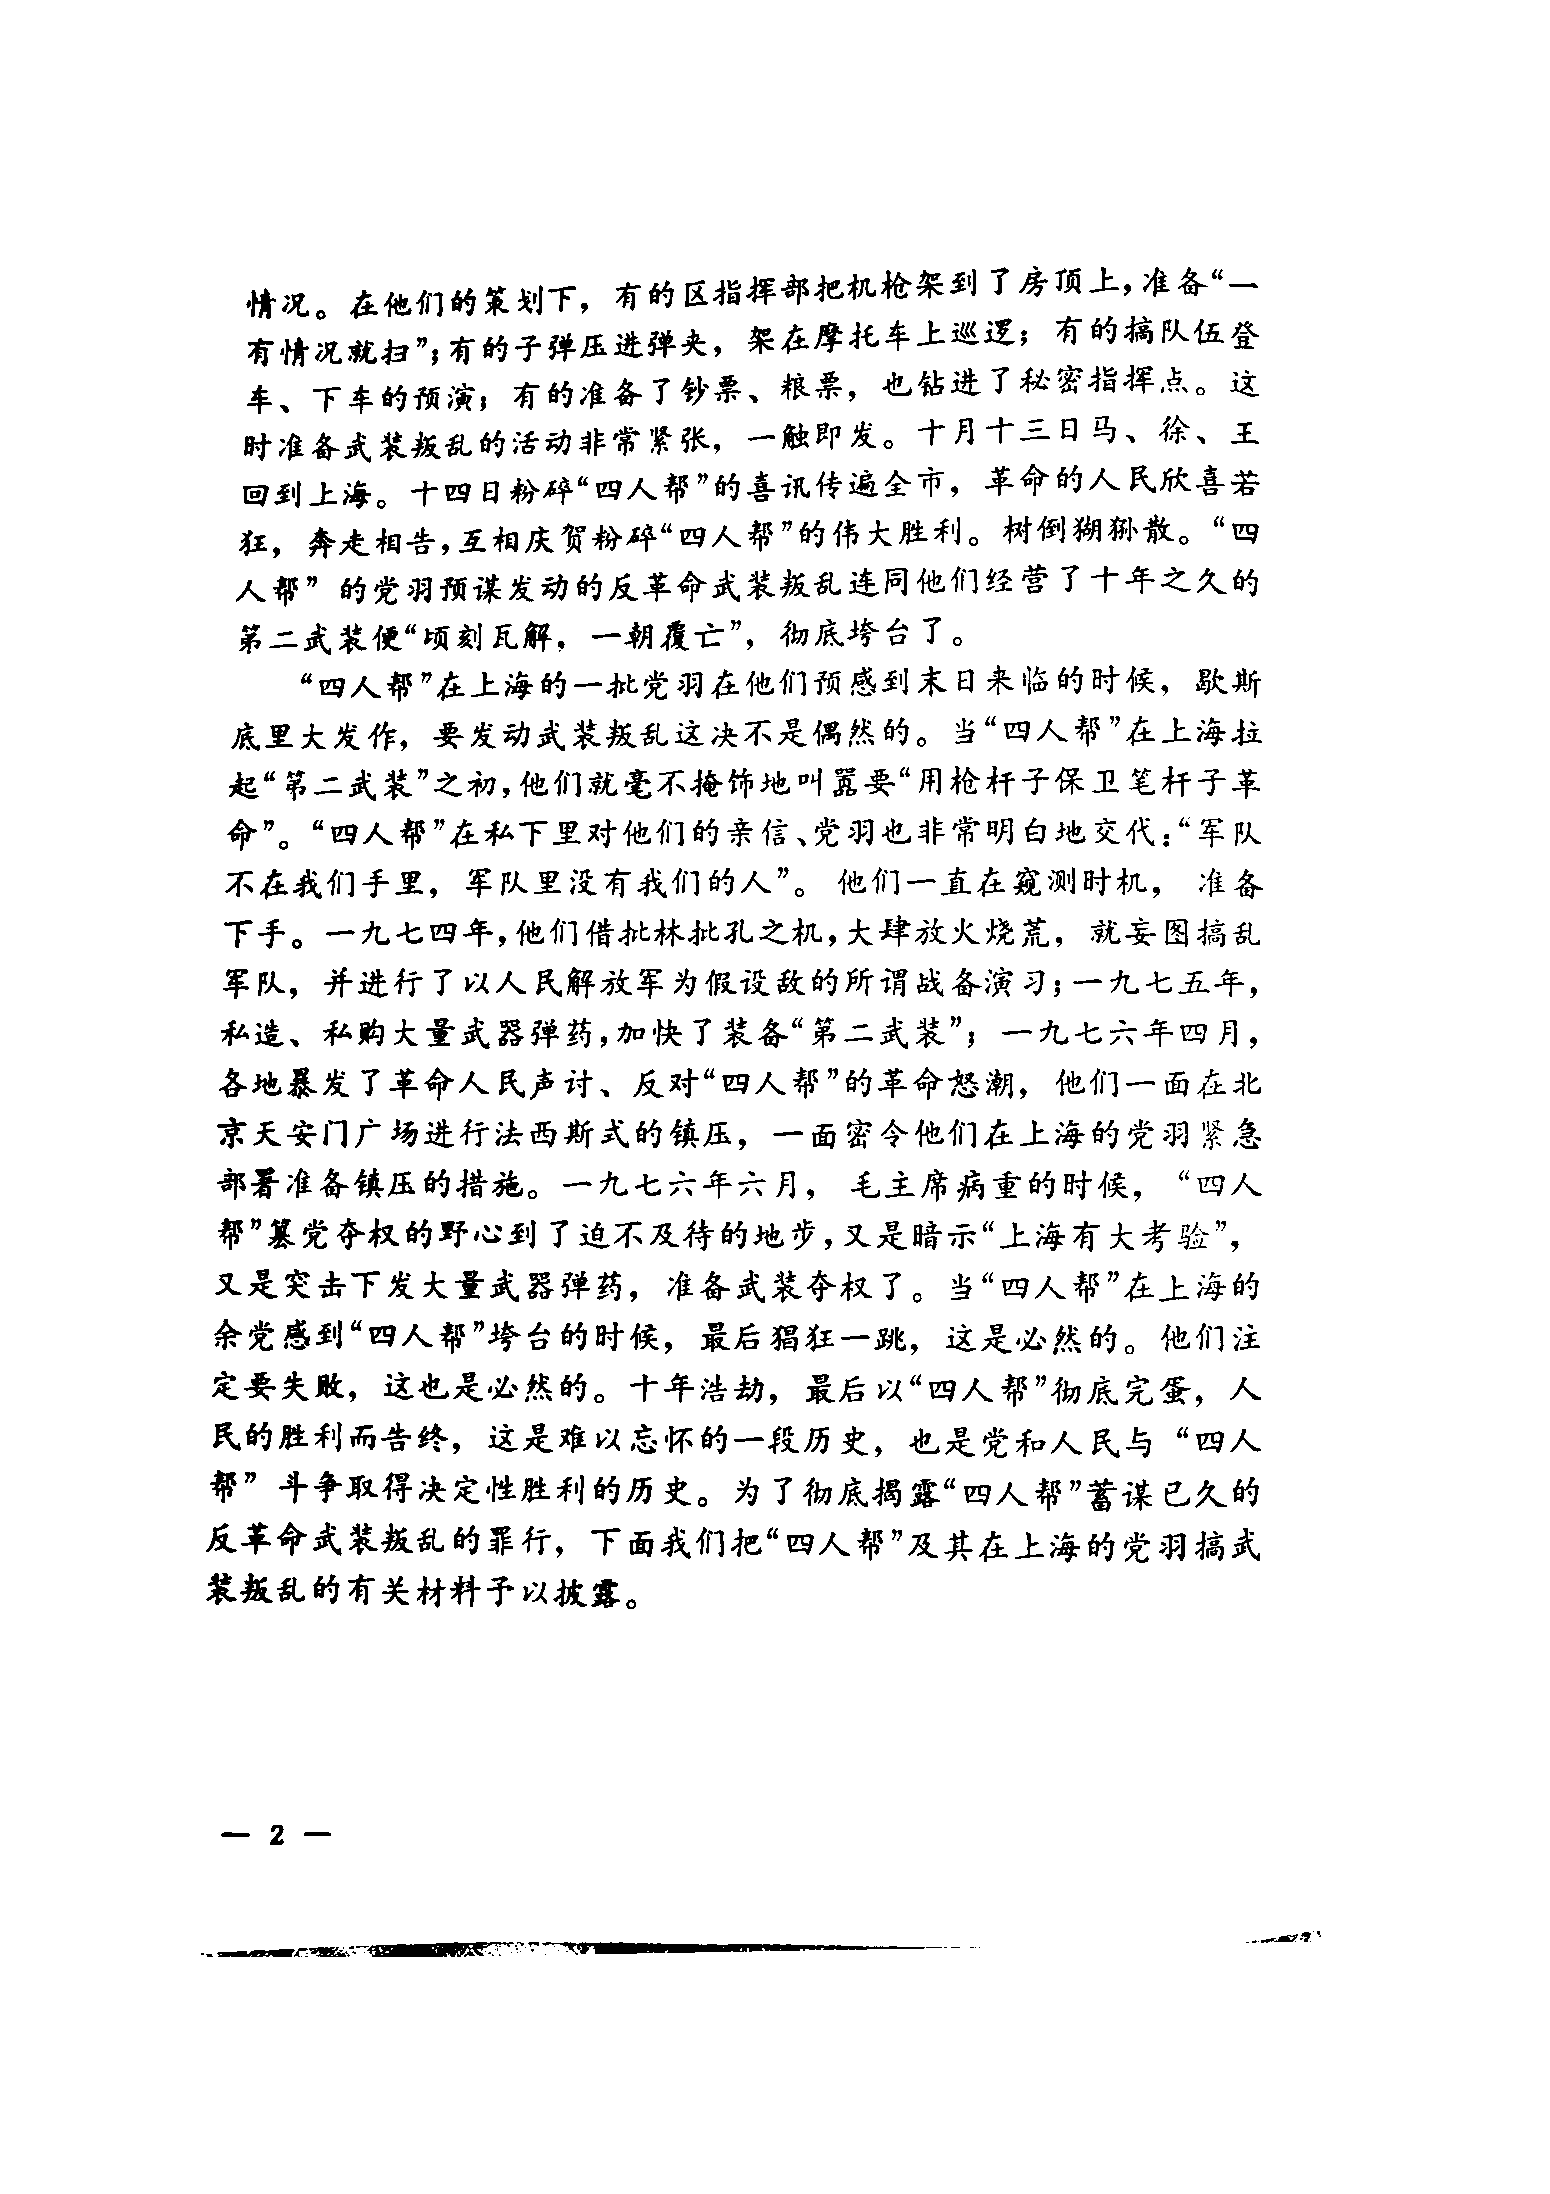 情况。在他们的策划下，有的区指挥部把机枪架到了房顶上，准备“一
有情况就扫”；有的子弹压进弹夹，架在摩托车上巡逻；有的搞队伍登
车、下车的预演；有的准备了钞票、粮票，也钻进了秘密指挥点。这
时准备武装叛乱的活动非常紧张，一触即发。十月十三日马、徐、王
回到上海。十四日粉碎“四人帮”的喜讯传遍全市，革命的人民欣喜若
狂，奔走相告，互相庆贺粉碎“四人帮”的伟大胜利。树倒猢狲散。“四
人帮”的党羽预谋发动的反革命武装叛乱连同他们经营了十年之久的
第二武装便“顷刻瓦解，一朝覆亡”，彻底垮台了。
“四人帮”在上海的一批党羽在他们预感到末日来临的时候，歇斯
底里大发作，要发动武装叛乱这决不是偶然的。当“四人帮”在上海拉
起“第二武装”之初，他们就毫不掩饰地叫嚣要“用枪杆子保卫笔杆子革
命”。“四人帮”在私下里对他们的亲信、党羽也非常明白地交代：“军队
不在我们手里，军队里没有我们的人”。他们一直在窥测时机，准备
下手。一九七四年，他们借批林批孔之机，大肆放火烧荒，就妄图搞乱
军队，并进行了以人民解放军为假设敌的所谓战备演习；一九七五年，
私造、私购大量武器弹药，加快了装备“第二武装”；一九七六年四月，
各地暴发了革命人民声讨、反对“四人帮”的革命怒潮，他们一面在北
京天安门广场进行法西斯式的镇压，一面密令他们在上海的党羽紧急
部署准备镇压的措施。一九七六年六月，毛主席病重的时候，“四人
帮”篡党夺权的野心到了迫不及待的地步，又是暗示“上海有大考验”，
又是突击下发大量武器弹药，准备武装夺权了。当“四人帮”在上海的
余党感到“四人帮”垮台的时候，最后猖狂一跳，这是必然的。他们注
定要失败，这也是必然的。十年浩劫，最后以“四人帮”彻底完蛋，人
民的胜利而告终，这是难以忘怀的一段历史，也是党和人民与“四人
帮”斗争取得决定性胜利的历史。为了彻底揭露“四人帮”蓄谋已久的
反革命武装叛乱的罪行，下面我们把“四人帮”及其在上海的党羽搞武
装叛乱的有关材料予以披露。
— 2 —